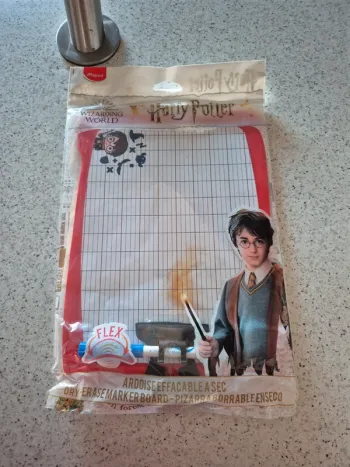 Maped
WIZARDING
WORLD
Harry Potter
FLEX
ARDOISE EFFAÇABLE A SEC
DRY ERASE MARKER BOARD - PIZARRA BORRABLE EN SECO